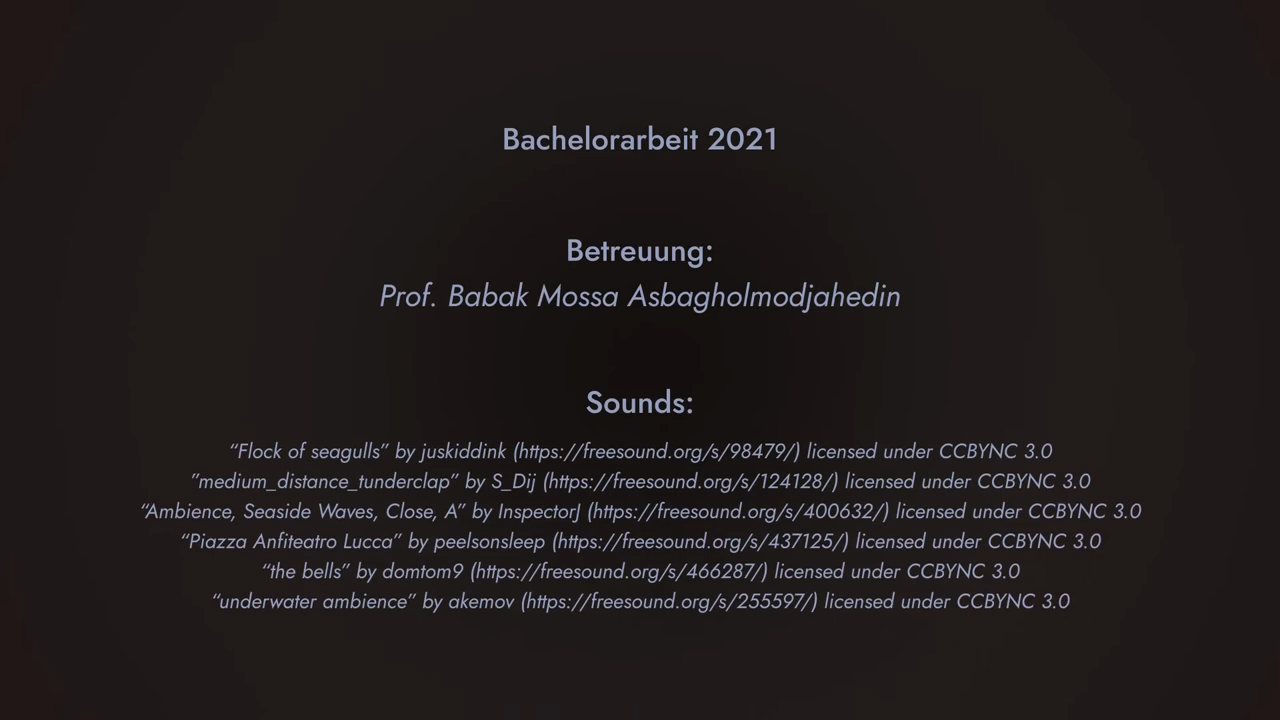 Bachelorarbeit 2021
Betreuung:
Prof. Babak Mossa Asbagholmodjahedin
Sounds:
“Flock of seagulls” by juskiddink (https://freesound.org/s/98479/) licensed under CCBYNC 3.0
”medium_distance_tunderclap” by S_Dij (https://freesound.org/s/124128/) licensed under CCBYNC 3.0
“Ambience, Seaside Waves, Close, A” by InspectorJ (https://freesound.org/s/400632/) licensed under CCBYNC 3.0
“Piazza Anfiteatro Lucca” by peelsonsleep (https://freesound.org/s/437125/) licensed under CCBYNC 3.0
“the bells” by domtom9 (https://freesound.org/s/466287/) licensed under CCBYNC 3.0
“underwater ambience” by akemov (https://freesound.org/s/255597/) licensed under CCBYNC 3.0